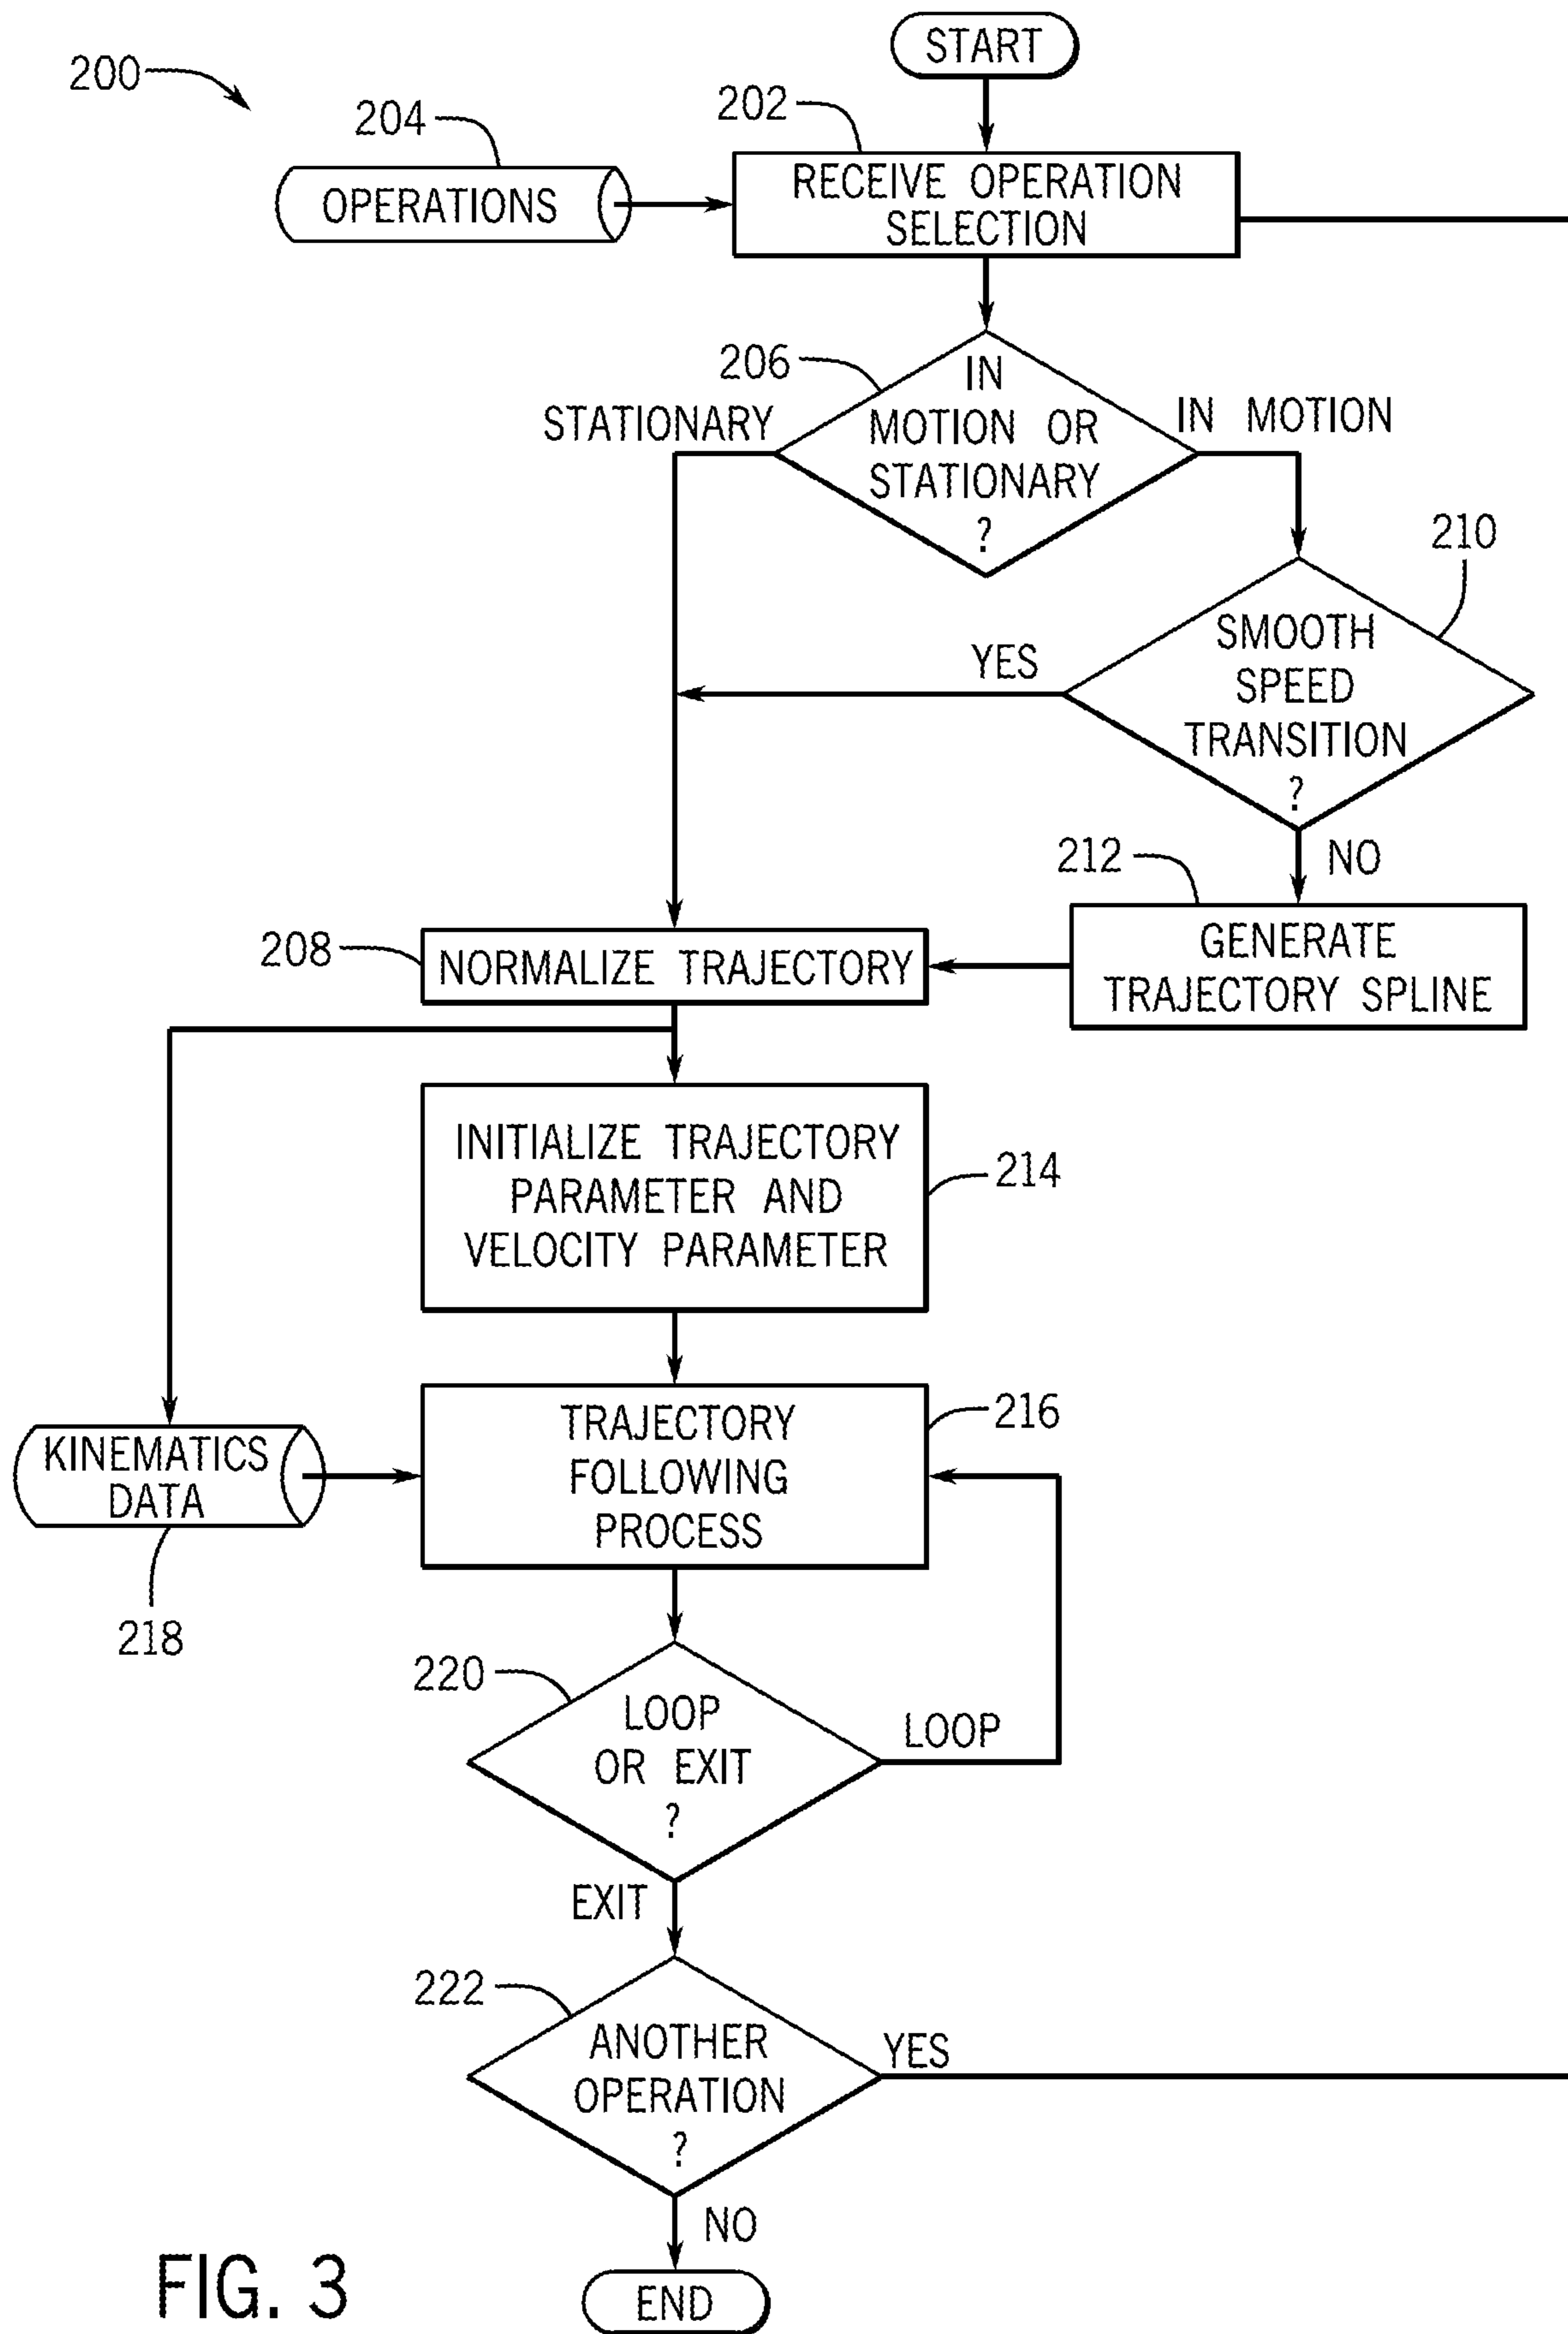 START
200
204
202
OPERATIONS
RECEIVE OPERATION
SELECTION
206
IN
MOTION OR
STATIONARY
?
STATIONARY
IN MOTION
210
SMOOTH
SPEED
TRANSITION
?
YES
NO
212
GENERATE
TRAJECTORY SPLINE
208
NORMALIZE TRAJECTORY
INITIALIZE TRAJECTORY
PARAMETER AND
VELOCITY PARAMETER
214
TRAJECTORY
FOLLOWING
PROCESS
216
KINEMATICS
DATA
218
220
LOOP
OR EXIT
?
LOOP
EXIT
222
ANOTHER
OPERATION
?
YES
NO
END
FIG. 3